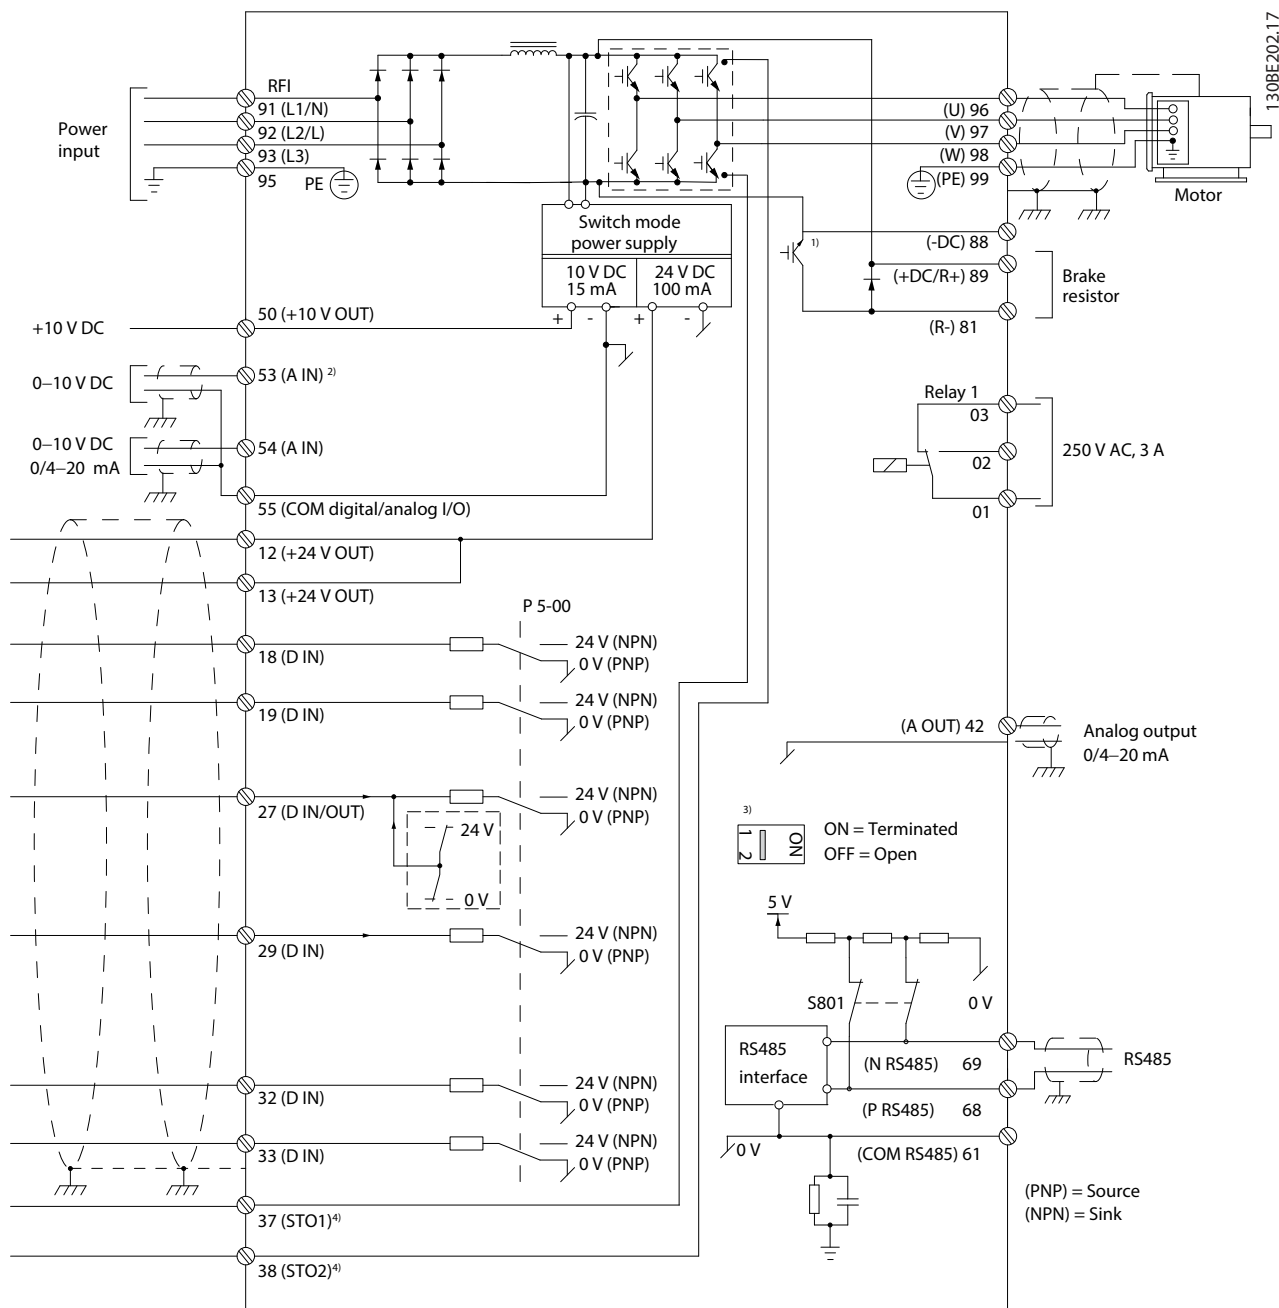 130BE202.17
RFI
Power
input
91 (L1/N)
92 (L2/L)
93 (L3)
95
PE
(U) 96
(V) 97
(W) 98
(PE) 99
Motor
Switch mode
power supply
10 V DC
15 mA
24 V DC
100 mA
+ - + -
1)
(-DC) 88
(+DC/R+) 89
(R-) 81
Brake
resistor
+10 V DC
50 (+10 V OUT)
0–10 V DC
53 (A IN) 2)
0–10 V DC
0/4–20 mA
54 (A IN)
55 (COM digital/analog I/O)
Relay 1
03
02
01
250 V AC, 3 A
12 (+24 V OUT)
13 (+24 V OUT)
P 5-00
18 (D IN)
24 V (NPN)
0 V (PNP)
19 (D IN)
24 V (NPN)
0 V (PNP)
27 (D IN/OUT)
24 V (NPN)
0 V (PNP)
24 V
0 V
29 (D IN)
24 V (NPN)
0 V (PNP)
32 (D IN)
24 V (NPN)
0 V (PNP)
33 (D IN)
24 V (NPN)
0 V (PNP)
37 (STO1)4)
38 (STO2)4)
(A OUT) 42
Analog output
0/4–20 mA
3)
1 2
ON
ON = Terminated
OFF = Open
5 V
S801
0 V
RS485
interface
(N RS485) 69
(P RS485) 68
RS485
0 V
(COM RS485) 61
(PNP) = Source
(NPN) = Sink